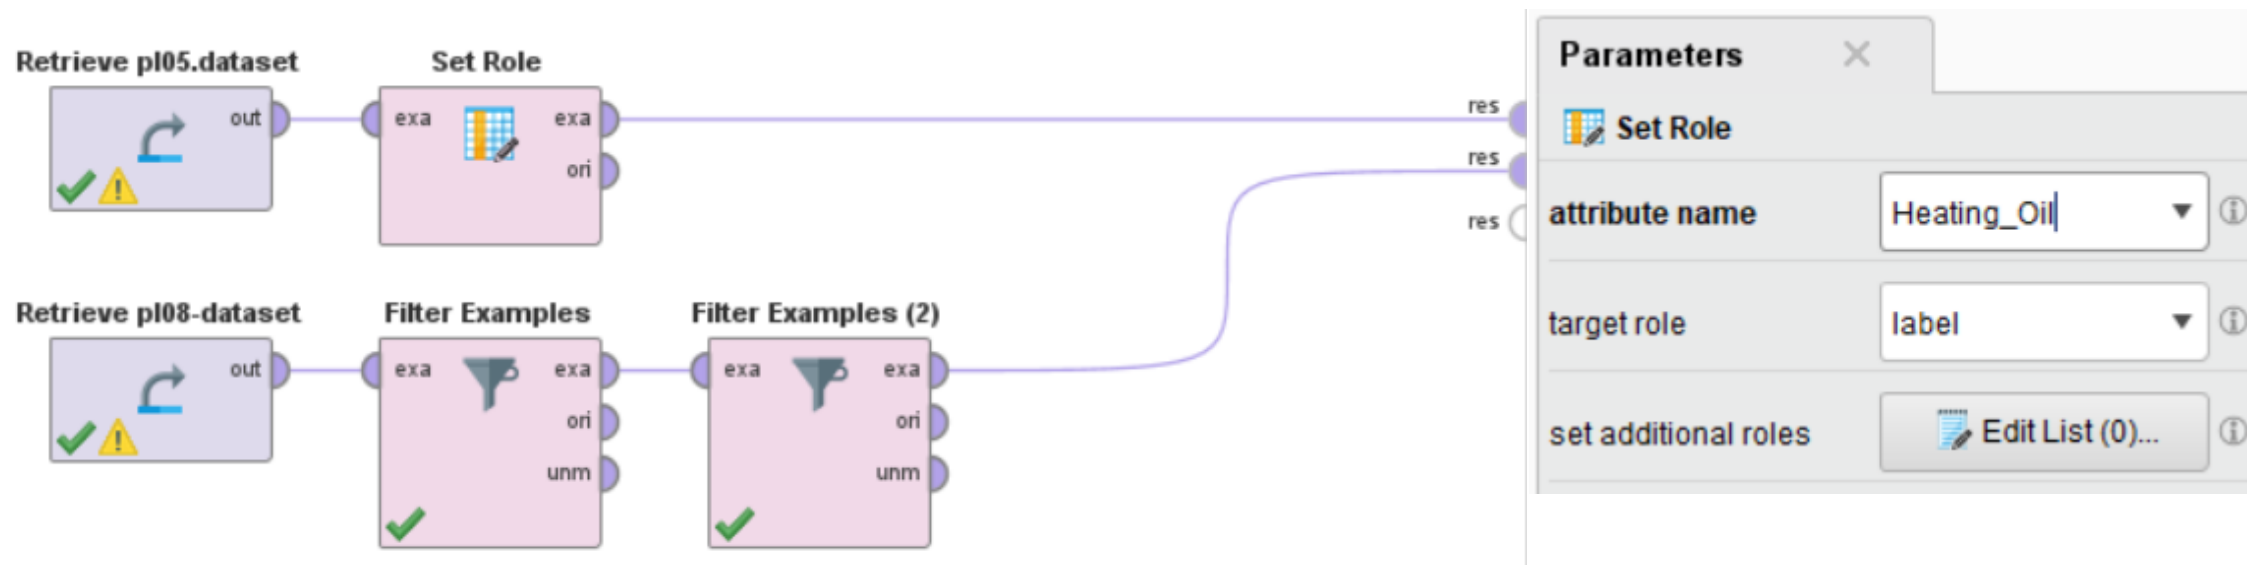 Retrieve pl05.dataset
Set Role
out
exa
exa
ori
res
res
res
Retrieve pl08-dataset
Filter Examples
Filter Examples (2)
out
exa
exa
ori
unm
exa
exa
ori
unm
Parameters
Set Role
attribute name
Heating_Oil
target role
label
set additional roles
Edit List (0)...